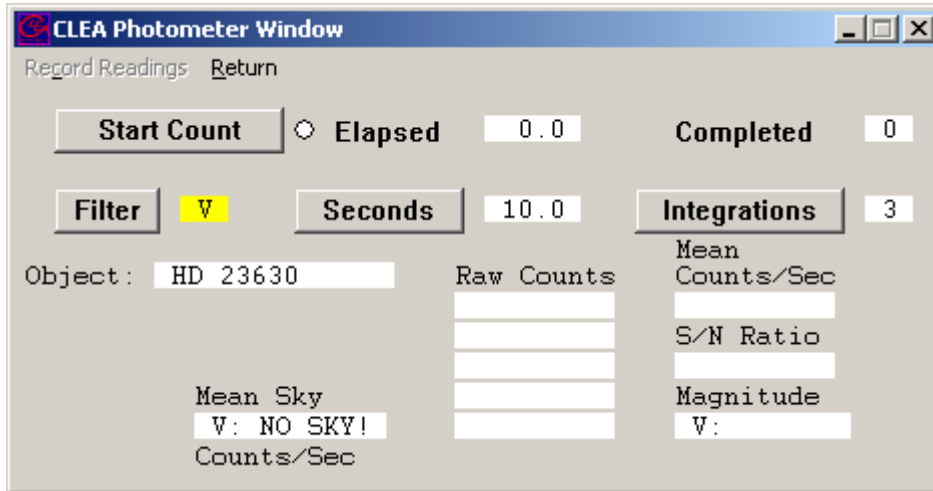 CLEA Photometer Window
Record Readings Return
Start Count Elapsed 0.0 Completed 0
Filter V Seconds 10.0 Integrations 3
Object: HD 23630
Raw Counts
Mean
Counts/Sec
S/N Ratio
Mean Sky
V: NO SKY!
Counts/Sec
Magnitude
V: